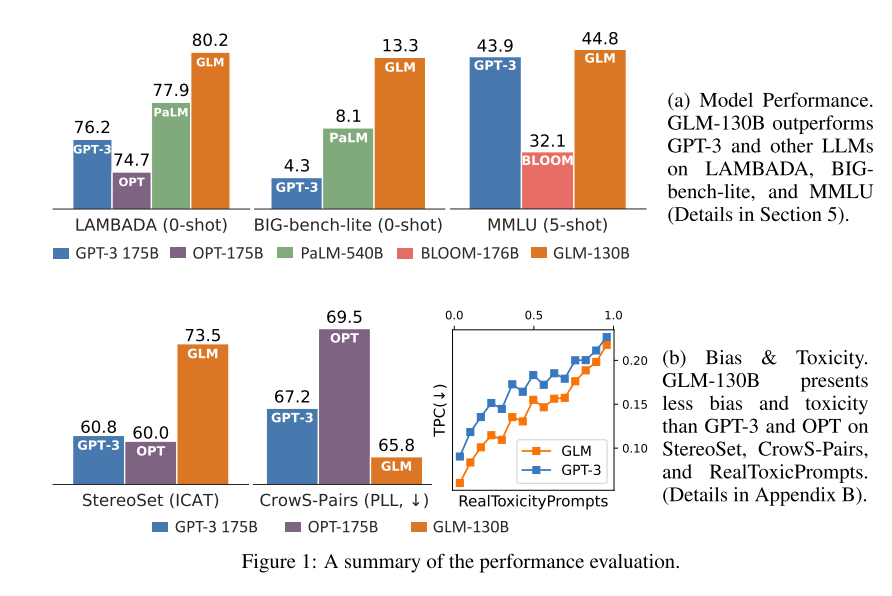 80.2
GLM
77.9
PaLM
76.2
GPT-3
74.7
OPT
LAMBADA (0-shot)
13.3
GLM
8.1
PaLM
4.3
GPT-3
BIG-bench-lite (0-shot)
43.9
GPT-3
44.8
GLM
32.1
BLOOM
MMLU (5-shot)
GPT-3 175B OPT-175B PaLM-540B BLOOM-176B GLM-130B
(a) Model Performance.
GLM-130B outperforms
GPT-3 and other LLMs
on LAMBADA, BIG-
bench-lite, and MMLU
(Details in Section 5).
73.5
GLM
60.8
GPT-3
60.0
OPT
StereoSet (ICAT)
69.5
OPT
67.2
GPT-3
65.8
GLM
CrowS-Pairs (PLL, ↓)
0.0 0.5 1.0
0.20
0.15
0.10
TPC(↓)
GLM
GPT-3
RealToxicityPrompts
GPT-3 175B OPT-175B GLM-130B
(b) Bias & Toxicity.
GLM-130B presents
less bias and toxicity
than GPT-3 and OPT on
StereoSet, CrowS-Pairs,
and RealToxicPrompts.
(Details in Appendix B).
Figure 1: A summary of the performance evaluation.